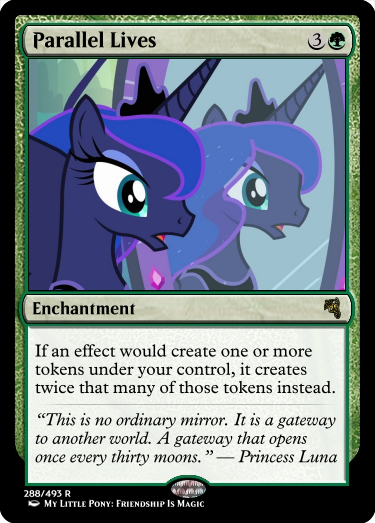 Parallel Lives 3
Enchantment
If an effect would create one or more
tokens under your control, it creates
twice that many of those tokens instead.
“This is no ordinary mirror. It is a gateway
to another world. A gateway that opens
once every thirty moons.” — Princess Luna
288/493 R
My Little Pony: Friendship Is Magic